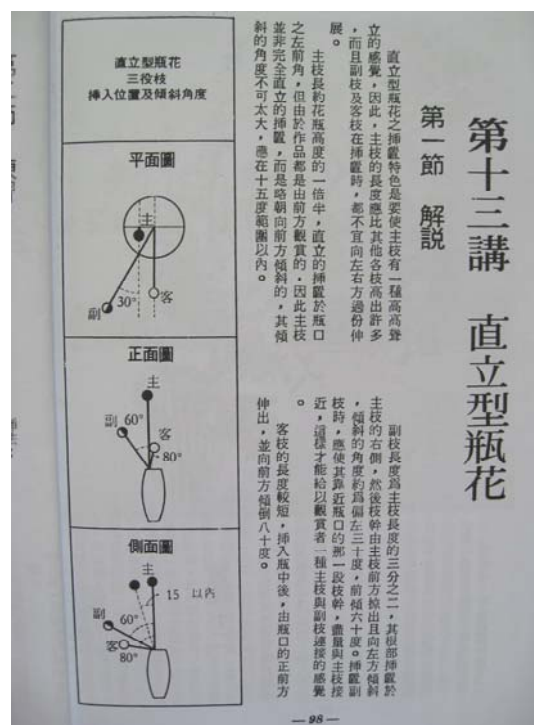 第十三講　直立型瓶花
第一節　解説
直立型瓶花之挿置特色是要使主枝有一種高高聳
立的感覺，因此，主枝的長度應比其他各枝高出許多
，而且副枝及客枝在挿置時，都不宜向左右方過份伸
展。
主枝長約花瓶高度的一倍半，直立的挿置於瓶口
之左前角，但由於作品都是由前方觀賞的，因此主枝
並非完全直立的挿置，而是略朝向前方傾斜的，其傾
斜的角度不可太大，應在十五度範圍以內。
副枝長度爲主枝長度的三分之二，其根部挿置於
主枝的右側，然後枝幹由主枝前方掠出且向左方傾斜
，傾斜的角度約爲偏左三十度，前傾六十度。挿置副
枝時，應使其靠近瓶口的那一段枝幹，盡量與主枝接
近，這樣才能給以觀賞者一種主枝與副枝連接的感覺
。
客枝的長度較短，挿入瓶中後，由瓶口的正前方
伸出，並向前方傾倒八十度。
直立型瓶花
三役枝
挿入位置及傾斜角度
平面圖
主
客
副
30°
正面圖
主
副
60°
客
80°
側面圖
主
15 以內
副
60°
客
80°
— 98 —